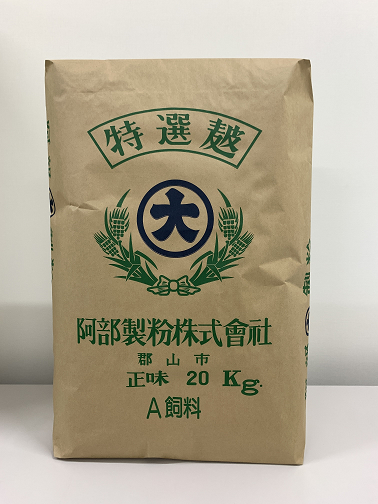 特選麩
大
阿部製粉株式會社
郡山市
正味 20 Kg.
A飼料